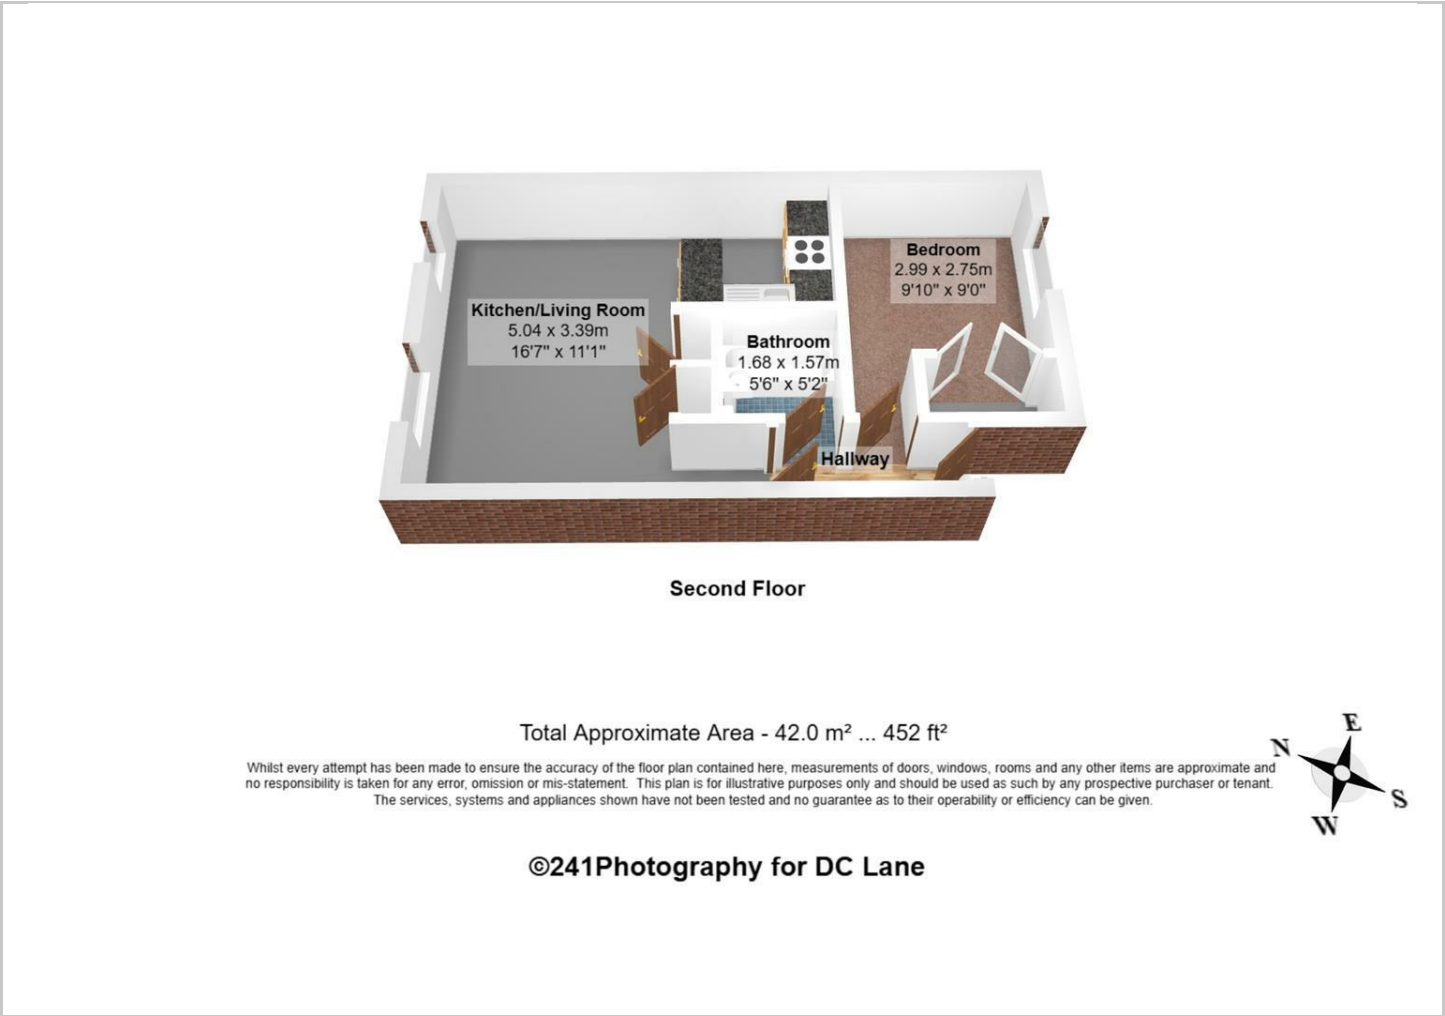 Kitchen/Living Room
5.04 x 3.39m
16'7" x 11'1"
Bathroom
1.68 x 1.57m
5'6" x 5'2"
Bedroom
2.99 x 2.75m
9'10" x 9'0"
Hallway
Second Floor
Total Approximate Area - 42.0 m² ... 452 ft²
Whilst every attempt has been made to ensure the accuracy of the floor plan contained here, measurements of doors, windows, rooms and any other items are approximate and
no responsibility is taken for any error, omission or mis-statement.  This plan is for illustrative purposes only and should be used as such by any prospective purchaser or tenant.
The services, systems and appliances shown have not been tested and no guarantee as to their operability or efficiency can be given.
E
N
S
W
©241Photography for DC Lane